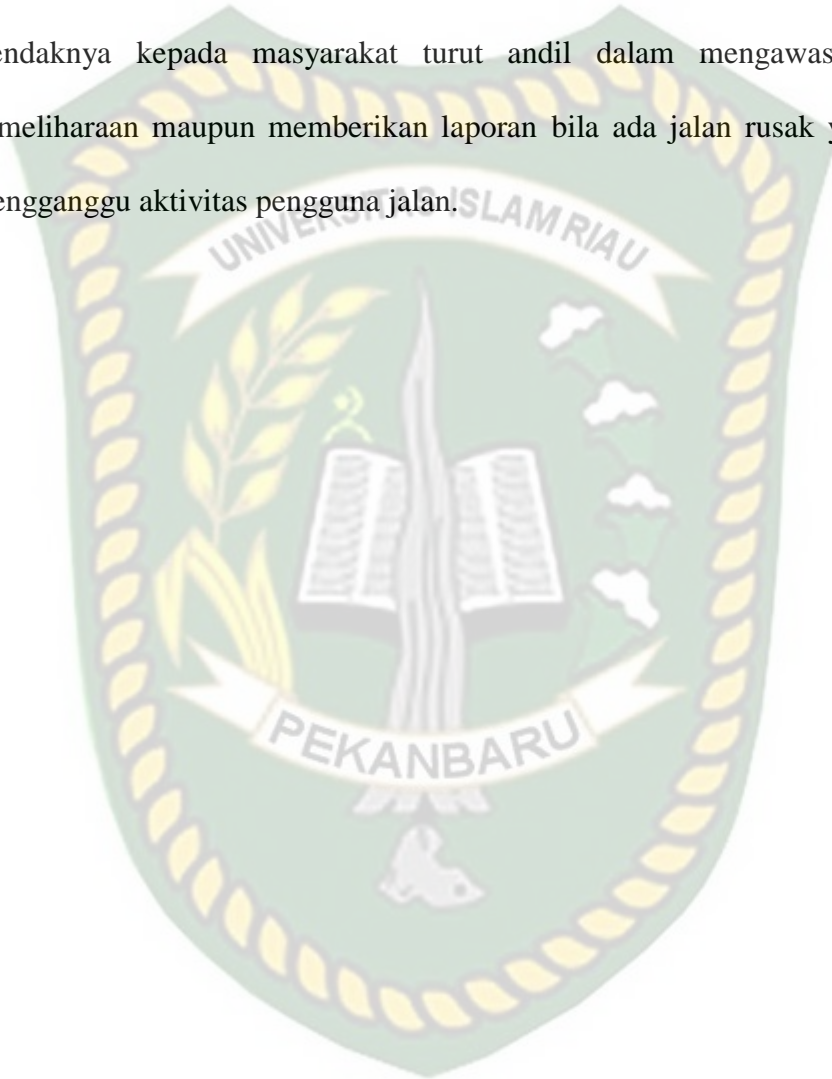 endaknya kepada masyarakat turut andil dalam mengawas
meliharaan maupun memberikan laporan bila ada jalan rusak y
engganggu aktivitas pengguna jalan.
UNIVERSITAS ISLAM RIAU
PEKANBARU